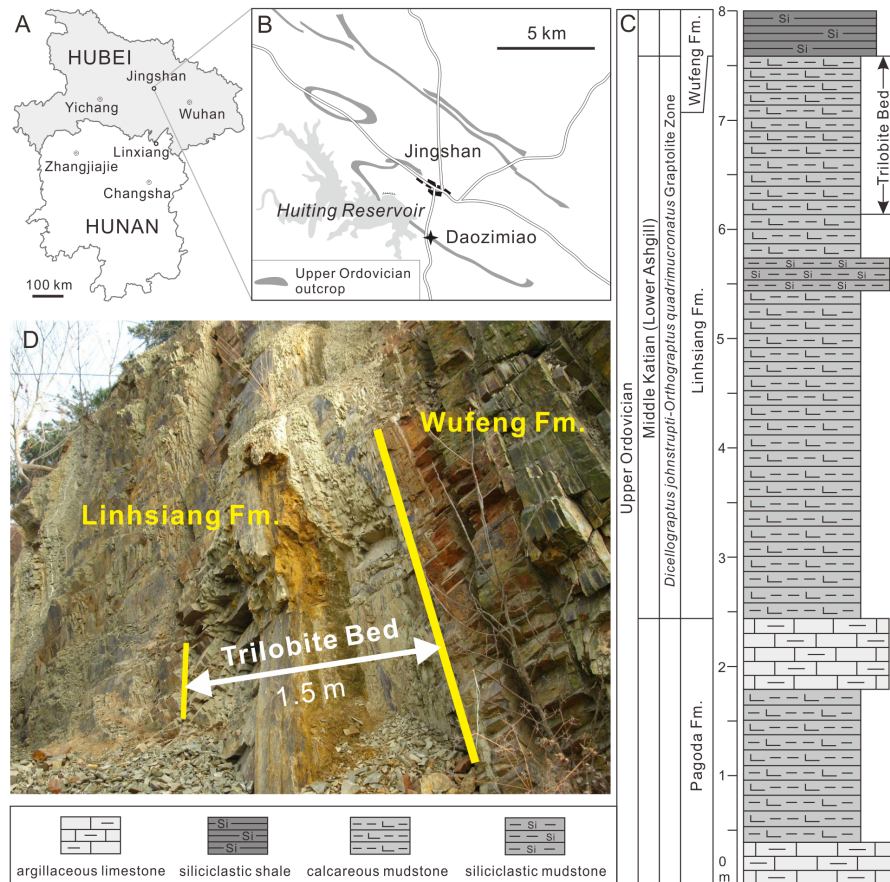 A
HUBEI
Jingshan
Yichang
Wuhan
Linxiang
Zhangjiajie
Changsha
HUNAN
100 km
B
5 km
Jingshan
Huiting Reservoir
Daozimiao
Upper Ordovician
outcrop
C
8
7
6
5
4
3
2
1
0
m
Upper Ordovician
Middle Katian (Lower Ashgill)
Dicellograptus johnstrupti-Orthograptus quadrimucronatus Graptolite Zone
Wufeng Fm.
Linhsiang Fm.
Pagoda Fm.
Si
Si
Si
Trilobite Bed
Si Si
Si Si Si
Si Si
D
Wufeng Fm.
Linhsiang Fm.
Trilobite Bed
1.5 m
Si
Si
Si
Si
Si
Si
argillaceous limestone
siliciclastic shale
calcareous mudstone
siliciclastic mudstone